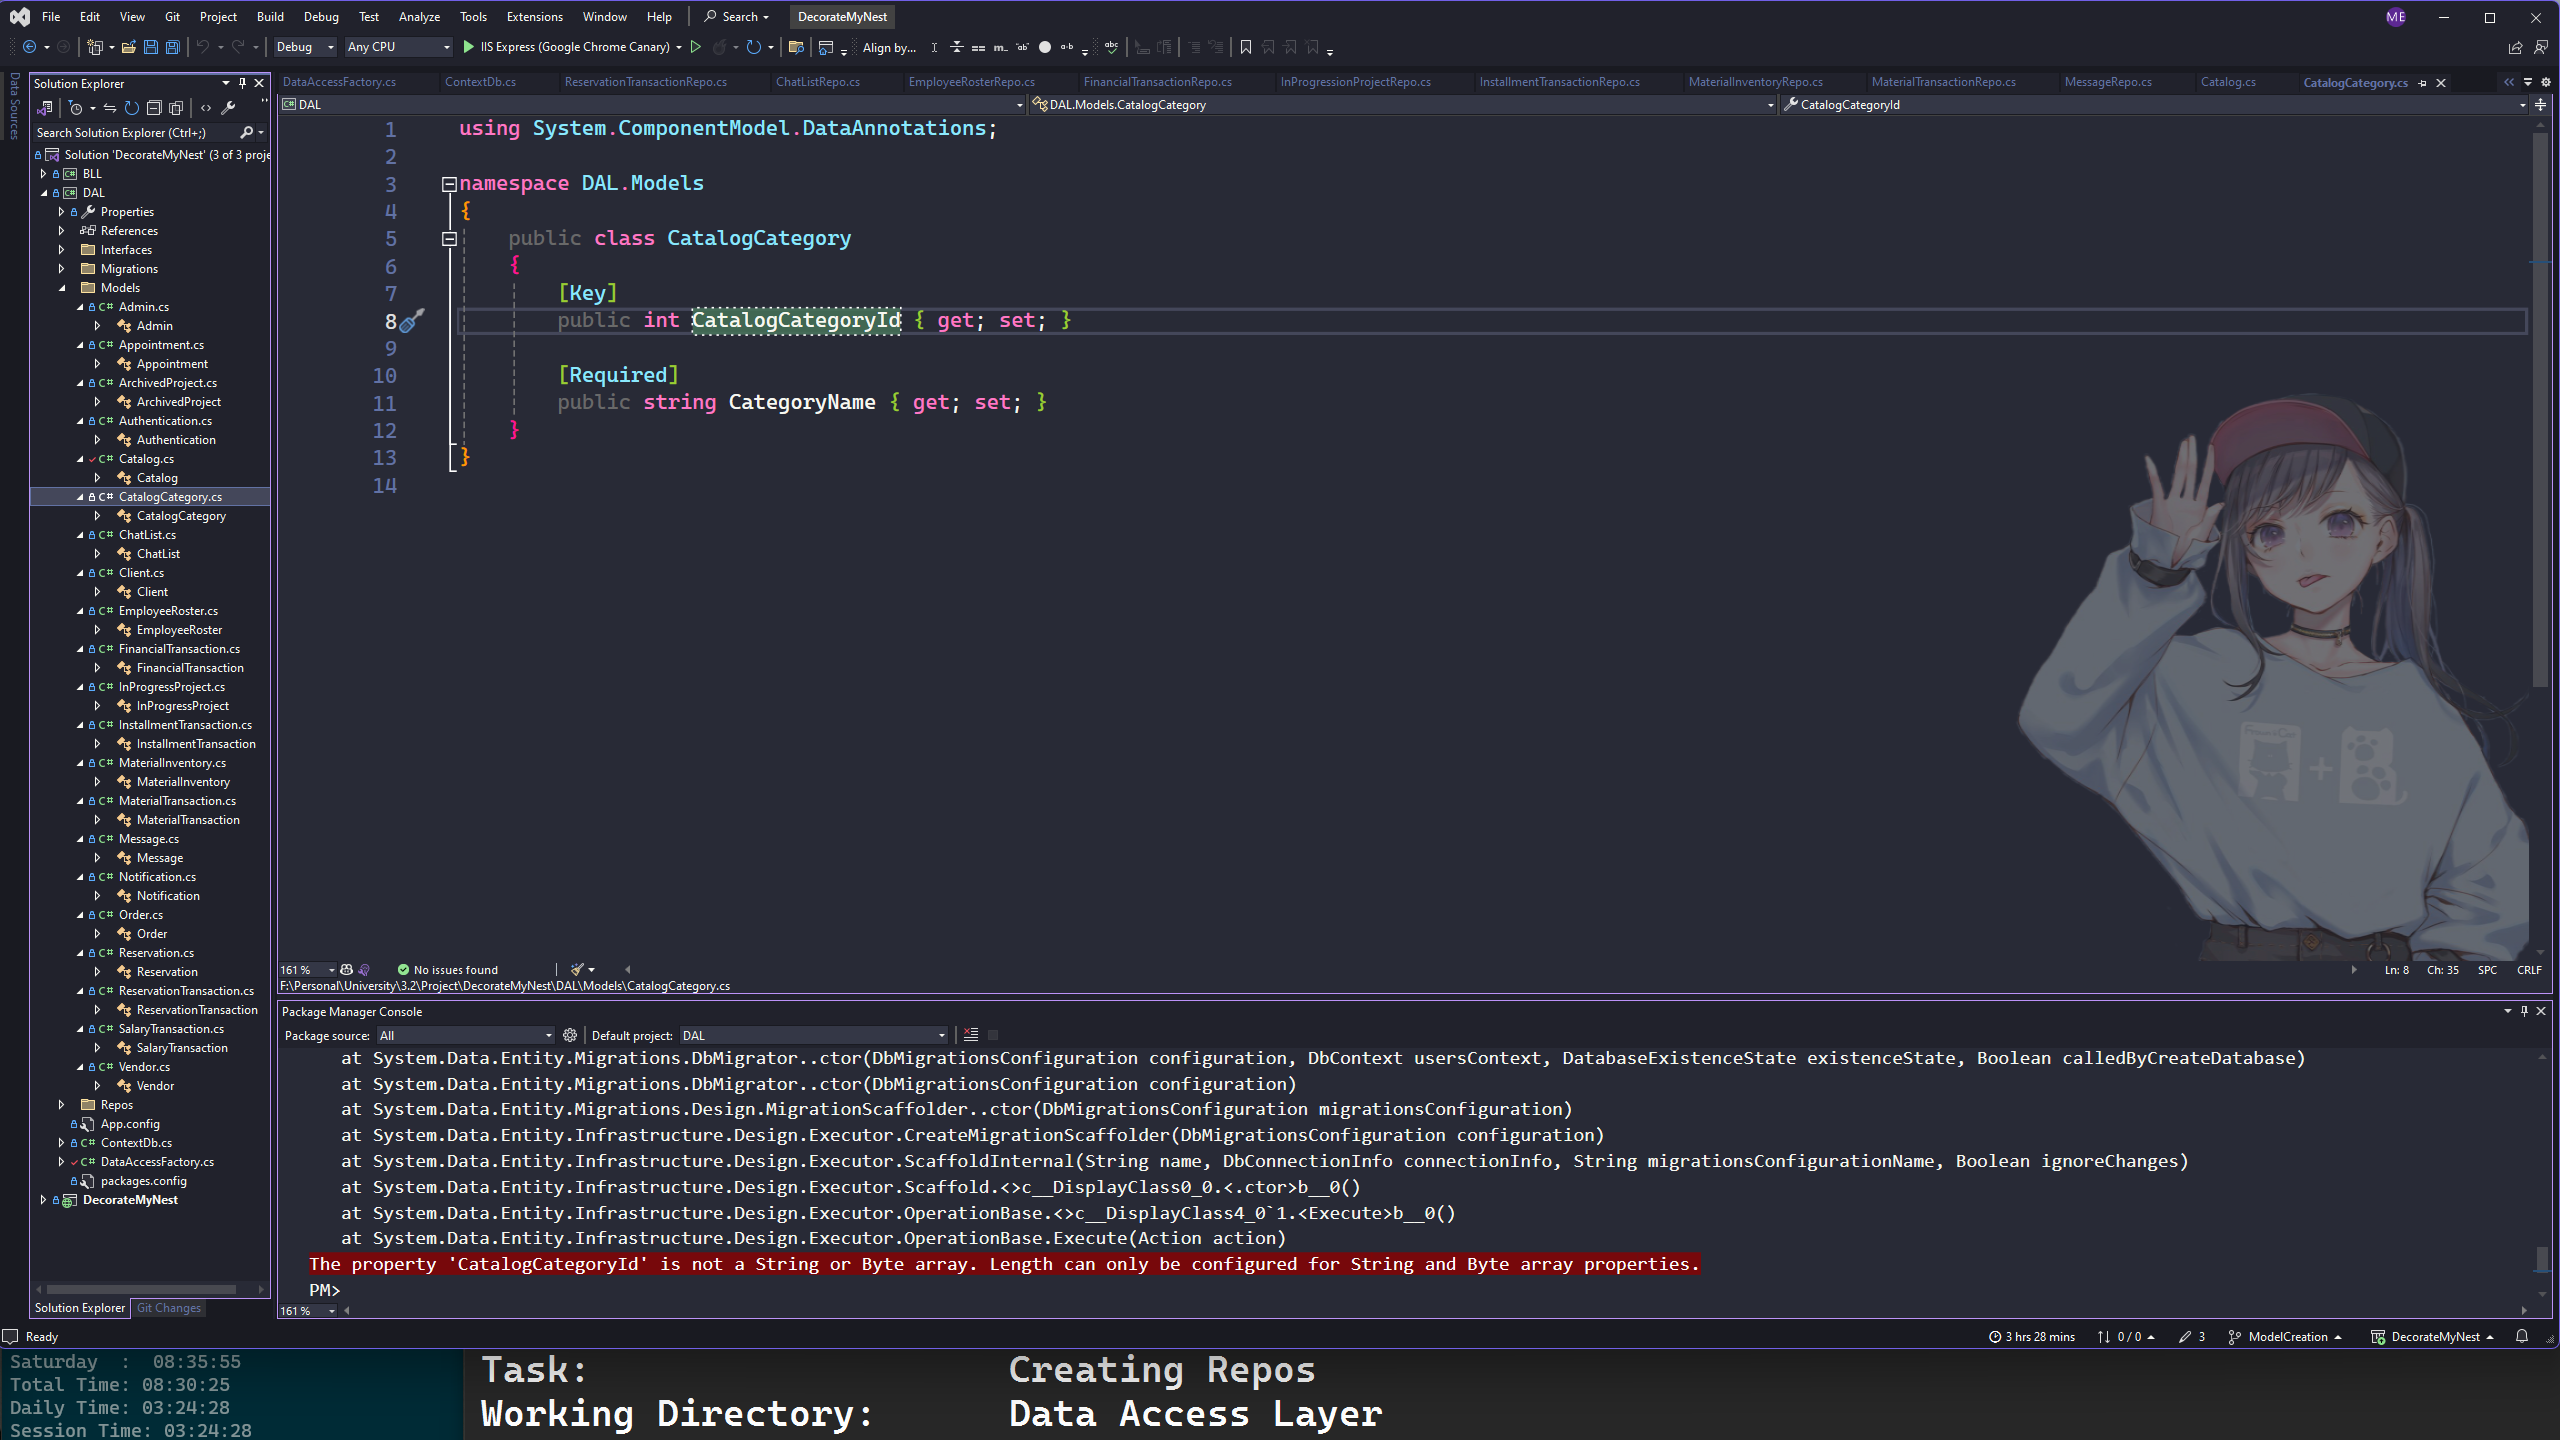 File Edit View Git Project Build Debug Test Analyze Tools Extensions Window Help Search DecorateMyNest ME
Debug Any CPU IIS Express (Google Chrome Canary) Align by...
Data Sources
Solution Explorer
Search Solution Explorer (Ctrl+;)
Solution 'DecorateMyNest' (3 of 3 proje
BLL
DAL
Properties
References
Interfaces
Migrations
Models
Admin.cs
Admin
Appointment.cs
Appointment
ArchivedProject.cs
ArchivedProject
Authentication.cs
Authentication
Catalog.cs
Catalog
CatalogCategory.cs
CatalogCategory
ChatList.cs
ChatList
Client.cs
Client
EmployeeRoster.cs
EmployeeRoster
FinancialTransaction.cs
FinancialTransaction
InProgressProject.cs
InProgressProject
InstallmentTransaction.cs
InstallmentTransaction
MaterialInventory.cs
MaterialInventory
MaterialTransaction.cs
MaterialTransaction
Message.cs
Message
Notification.cs
Notification
Order.cs
Order
Reservation.cs
Reservation
ReservationTransaction.cs
ReservationTransaction
SalaryTransaction.cs
SalaryTransaction
Vendor.cs
Vendor
Repos
App.config
ContextDb.cs
DataAccessFactory.cs
packages.config
DecorateMyNest
Solution Explorer Git Changes
DataAccessFactory.cs ContextDb.cs ReservationTransactionRepo.cs ChatListRepo.cs EmployeeRosterRepo.cs FinancialTransactionRepo.cs InProgressionProjectRepo.cs InstallmentTransactionRepo.cs MaterialInventoryRepo.cs MaterialTransactionRepo.cs MessageRepo.cs Catalog.cs CatalogCategory.cs
DAL DAL.Models.CatalogCategory CatalogCategoryId
1 using System.ComponentModel.DataAnnotations;
2
3 namespace DAL.Models
4 {
5 public class CatalogCategory
6 {
7 [Key]
8 public int CatalogCategoryId { get; set; }
9
10 [Required]
11 public string CategoryName { get; set; }
12 }
13 }
14
161 % No issues found Ln: 8 Ch: 35 SPC CRLF
F:\Personal\University\3.2\Project\DecorateMyNest\DAL\Models\CatalogCategory.cs
Package Manager Console
Package source: All Default project: DAL
at System.Data.Entity.Migrations.DbMigrator..ctor(DbMigrationsConfiguration configuration, DbContext usersContext, DatabaseExistenceState existenceState, Boolean calledByCreateDatabase)
at System.Data.Entity.Migrations.DbMigrator..ctor(DbMigrationsConfiguration configuration)
at System.Data.Entity.Migrations.Design.MigrationScaffolder..ctor(DbMigrationsConfiguration migrationsConfiguration)
at System.Data.Entity.Infrastructure.Design.Executor.CreateMigrationScaffolder(DbMigrationsConfiguration configuration)
at System.Data.Entity.Infrastructure.Design.Executor.ScaffoldInternal(String name, DbConnectionInfo connectionInfo, String migrationsConfigurationName, Boolean ignoreChanges)
at System.Data.Entity.Infrastructure.Design.Executor.Scaffold.<>c__DisplayClass0_0.<.ctor>b__0()
at System.Data.Entity.Infrastructure.Design.Executor.OperationBase.<>c__DisplayClass4_0`1.<Execute>b__0()
at System.Data.Entity.Infrastructure.Design.Executor.OperationBase.Execute(Action action)
The property 'CatalogCategoryId' is not a String or Byte array. Length can only be configured for String and Byte array properties.
PM>
161 %
Ready 3 hrs 28 mins 0 / 0 3 ModelCreation DecorateMyNest
Saturday : 08:35:55
Total Time: 08:30:25
Daily Time: 03:24:28
Session Time: 03:24:28
Task: Creating Repos
Working Directory: Data Access Layer